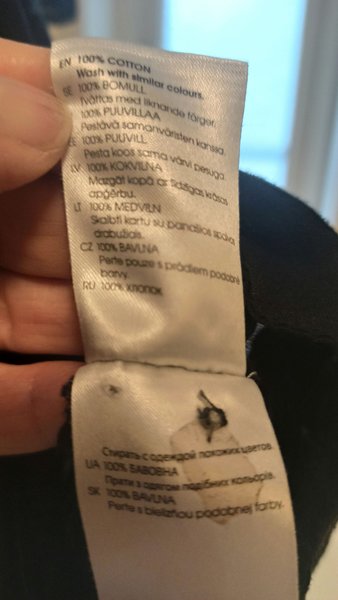 EN 100% COTTON
Wash with similar colours.
SE 100% BOMULL
Tvättas med liknande färger.
100% PUUVILLAA
Pestävä samanväristen kanssa.
EE 100% PUUVILL
Pesta koos sama värvi pesuga.
LV 100% KOKVILNA
Mazgāt kopā ar līdzīgas krāsas
apģērbu.
LT 100% MEDVILN
Skalbti kartu su panašios spalvų
drabužiais.
CZ 100% BAVLNA
Perte pouze s prádlem podobné
barvy.
RU 100% ХЛОПОК
Стирать с одеждой похожих цветов.
UA 100% БАВОВНА
Прати з одягом подібних кольорів.
SK 100% BAVLNA
Perte s bielizňou podobnej farby.